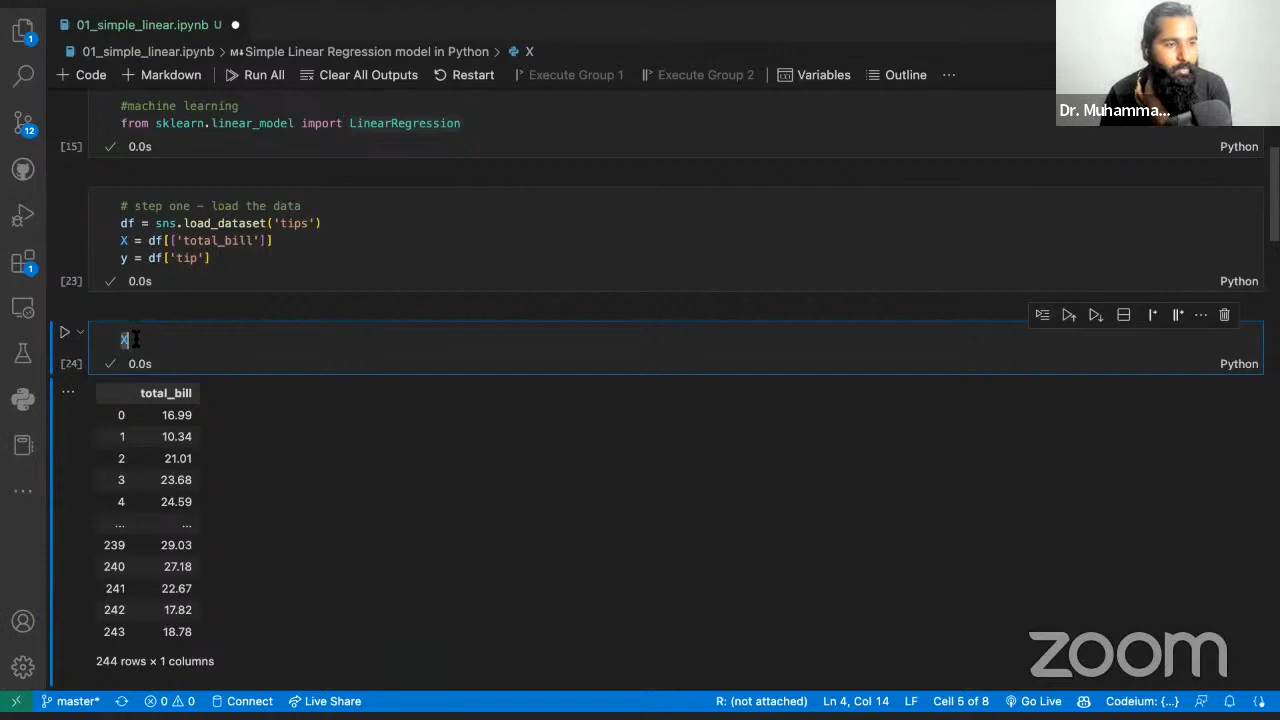 01_simple_linear.ipynb U
01_simple_linear.ipynb > M↓Simple Linear Regression model in Python > X
Code Markdown Run All Clear All Outputs Restart Execute Group 1 Execute Group 2 Variables Outline ...
Dr. Muhamma...
#machine learning
from sklearn.linear_model import LinearRegression
[15] 0.0s Python
# step one - load the data
df = sns.load_dataset('tips')
X = df[['total_bill']]
y = df['tip']
[23] 0.0s Python
X
[24] 0.0s Python
total_bill
0 16.99
1 10.34
2 21.01
3 23.68
4 24.59
... ...
239 29.03
240 27.18
241 22.67
242 17.82
243 18.78
244 rows × 1 columns
1
12
1
zoom
master* 0 0 Connect Live Share R: (not attached) Ln 4, Col 14 LF Cell 5 of 8 Go Live Codeium: {...}